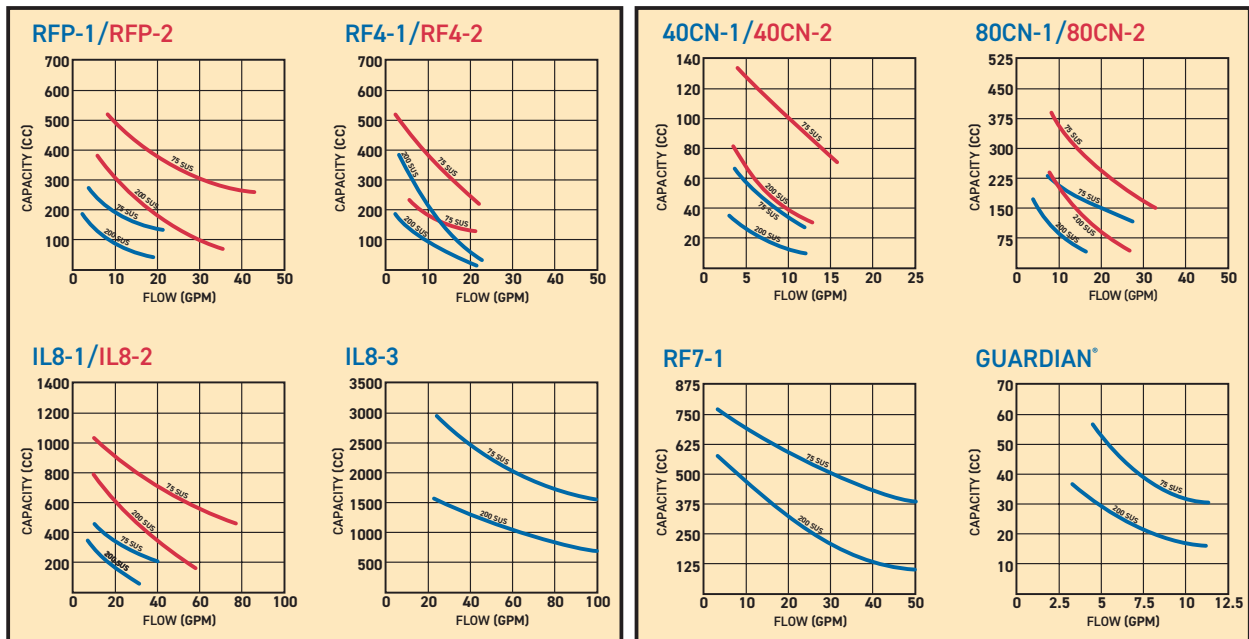 RFP-1/RFP-2
CAPACITY (CC)
700
600
500
400
300
200
100
75 SUS
200 SUS
75 SUS
200 SUS
0 10 20 30 40 50
FLOW (GPM)
RF4-1/RF4-2
CAPACITY (CC)
700
600
500
400
300
200
100
200 SUS
75 SUS
75 SUS
200 SUS
0 10 20 30 40 50
FLOW (GPM)
40CN-1/40CN-2
CAPACITY (CC)
140
120
100
80
60
40
20
75 SUS
200 SUS
75 SUS
200 SUS
0 5 10 15 20 25
FLOW (GPM)
80CN-1/80CN-2
CAPACITY (CC)
525
450
375
300
225
150
75
75 SUS
75 SUS
200 SUS
200 SUS
0 10 20 30 40 50
FLOW (GPM)
IL8-1/IL8-2
CAPACITY (CC)
1400
1200
1000
800
600
400
200
75 SUS
200 SUS
75 SUS
200 SUS
0 20 40 60 80 100
FLOW (GPM)
IL8-3
CAPACITY (CC)
3500
3000
2500
2000
1500
1000
500
75 SUS
200 SUS
0 20 40 60 80 100
FLOW (GPM)
RF7-1
CAPACITY (CC)
875
750
625
500
375
250
125
75 SUS
200 SUS
0 10 20 30 40 50
FLOW (GPM)
GUARDIAN®
CAPACITY (CC)
70
60
50
40
30
20
10
75 SUS
200 SUS
0 2.5 5 7.5 10 12.5
FLOW (GPM)